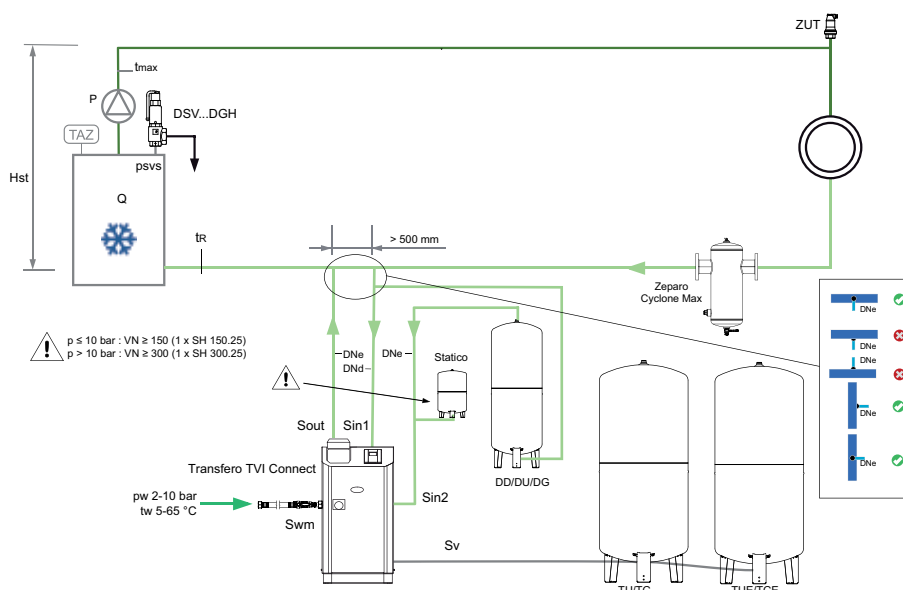 ZUT
tmax
P
DSV...DGH
TAZ
psvs
Hst
Q
tR
> 500 mm
Zeparo
Cyclone Max
DNe
DNe
DNe
DNe
DNe
p ≤ 10 bar : VN ≥ 150 (1 x SH 150.25)
p > 10 bar : VN ≥ 300 (1 x SH 300.25)
DNe
DNd
DNe
Statico
Sout
Sin1
Transfero TVI Connect
DD/DU/DG
Sin2
pw 2-10 bar
tw 5-65 °C
Swm
Sv
TU/TG